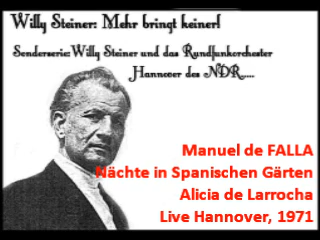 Willy Steiner: Mehr bringt keiner!
Sonderserie: Willy Steiner und das Rundfunkorchester
Hannover des NDR.....
Manuel de FALLA
Nächte in Spanischen Gärten
Alicia de Larrocha
Live Hannover, 1971